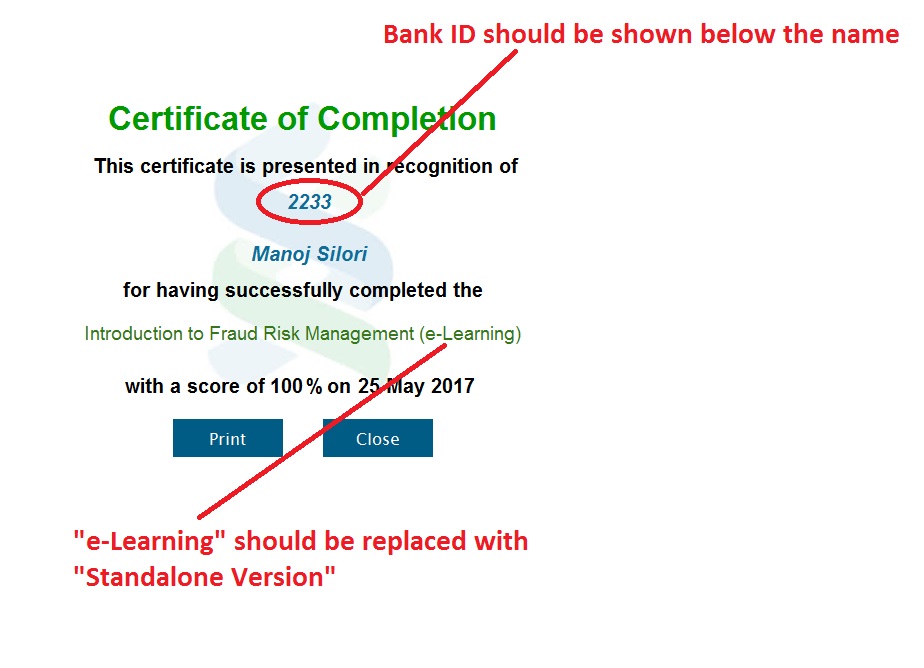 Bank ID should be shown below the name
Certificate of Completion
This certificate is presented in recognition of
2233
Manoj Silori
for having successfully completed the
Introduction to Fraud Risk Management (e-Learning)
with a score of 100% on 25 May 2017
Print Close
"e-Learning" should be replaced with
"Standalone Version"